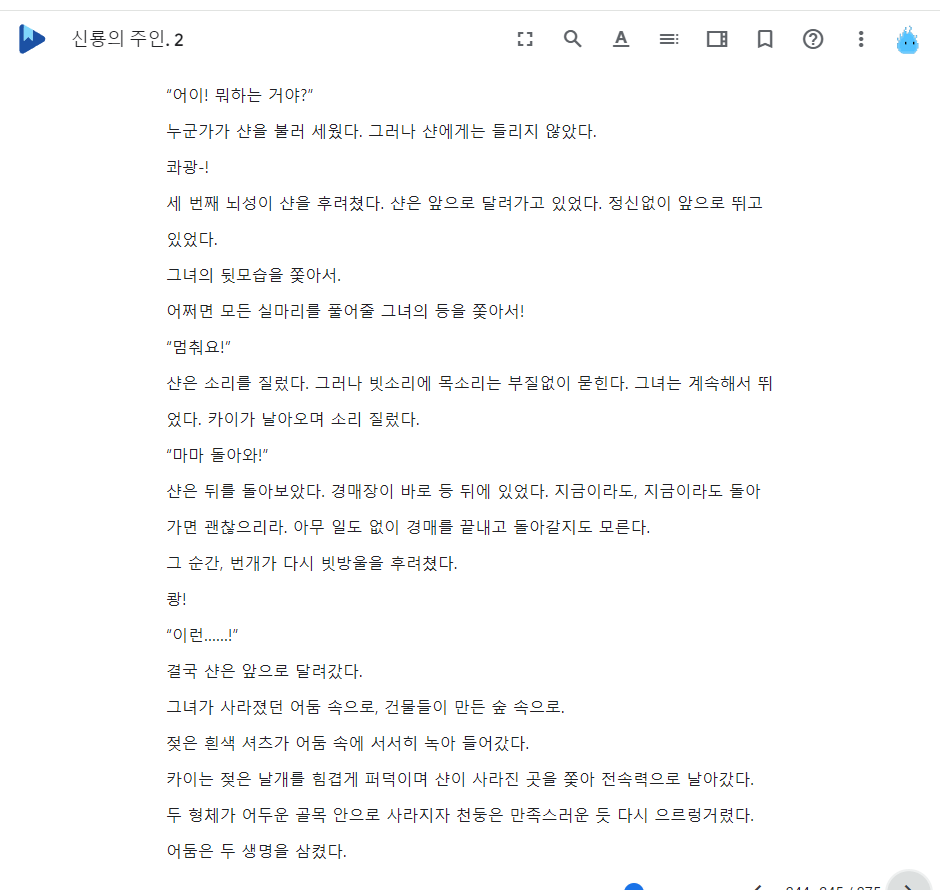 신룡의 주인. 2
"어이! 뭐하는 거야?"
누군가가 샨을 불러 세웠다. 그러나 샨에게는 들리지 않았다.
콰광-!
세 번째 뇌성이 샨을 후려쳤다. 샨은 앞으로 달려가고 있었다. 정신없이 앞으로 뛰고
있었다.
그녀의 뒷모습을 쫓아서.
어쩌면 모든 실마리를 풀어줄 그녀의 등을 쫓아서!
"멈춰요!"
샨은 소리를 질렀다. 그러나 빗소리에 목소리는 부질없이 묻힌다. 그녀는 계속해서 뛰
었다. 카이가 날아오며 소리 질렀다.
"마마 돌아와!"
샨은 뒤를 돌아보았다. 경매장이 바로 등 뒤에 있었다. 지금이라도, 지금이라도 돌아
가면 괜찮으리라. 아무 일도 없이 경매를 끝내고 돌아갈지도 모른다.
그 순간, 번개가 다시 빗방울을 후려쳤다.
쾅!
"이런......!"
결국 샨은 앞으로 달려갔다.
그녀가 사라졌던 어둠 속으로, 건물들이 만든 숲 속으로.
젖은 흰색 셔츠가 어둠 속에 서서히 녹아 들어갔다.
카이는 젖은 날개를 힘겹게 퍼덕이며 샨이 사라진 곳을 쫓아 전속력으로 날아갔다.
두 형체가 어두운 골목 안으로 사라지자 천둥은 만족스러운 듯 다시 으르렁거렸다.
어둠은 두 생명을 삼켰다.